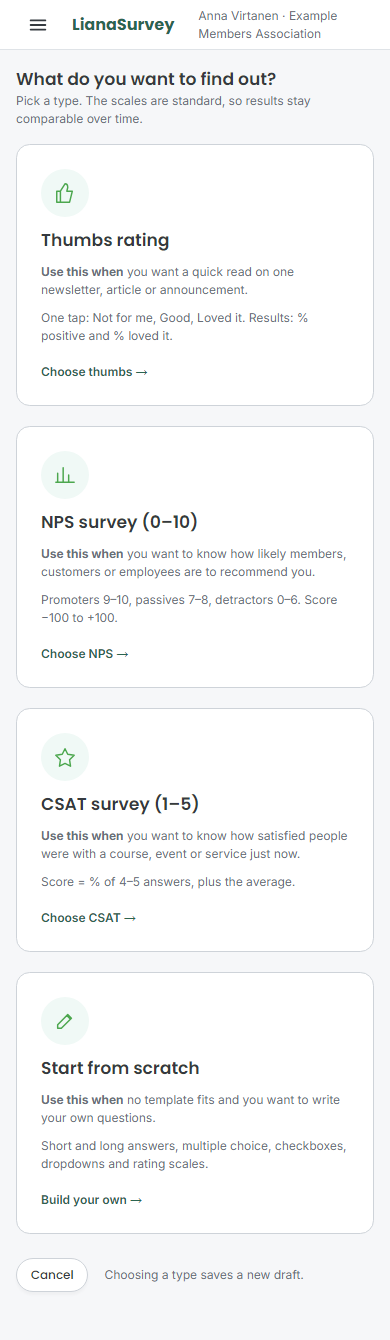 LianaSurvey
Anna Virtanen · Example
Members Association
What do you want to find out?
Pick a type. The scales are standard, so results stay
comparable over time.
Thumbs rating
Use this when you want a quick read on one
newsletter, article or announcement.
One tap: Not for me, Good, Loved it. Results: %
positive and % loved it.
Choose thumbs →
NPS survey (0–10)
Use this when you want to know how likely members,
customers or employees are to recommend you.
Promoters 9–10, passives 7–8, detractors 0–6. Score
−100 to +100.
Choose NPS →
CSAT survey (1–5)
Use this when you want to know how satisfied people
were with a course, event or service just now.
Score = % of 4–5 answers, plus the average.
Choose CSAT →
Start from scratch
Use this when no template fits and you want to write
your own questions.
Short and long answers, multiple choice, checkboxes,
dropdowns and rating scales.
Build your own →
Cancel
Choosing a type saves a new draft.